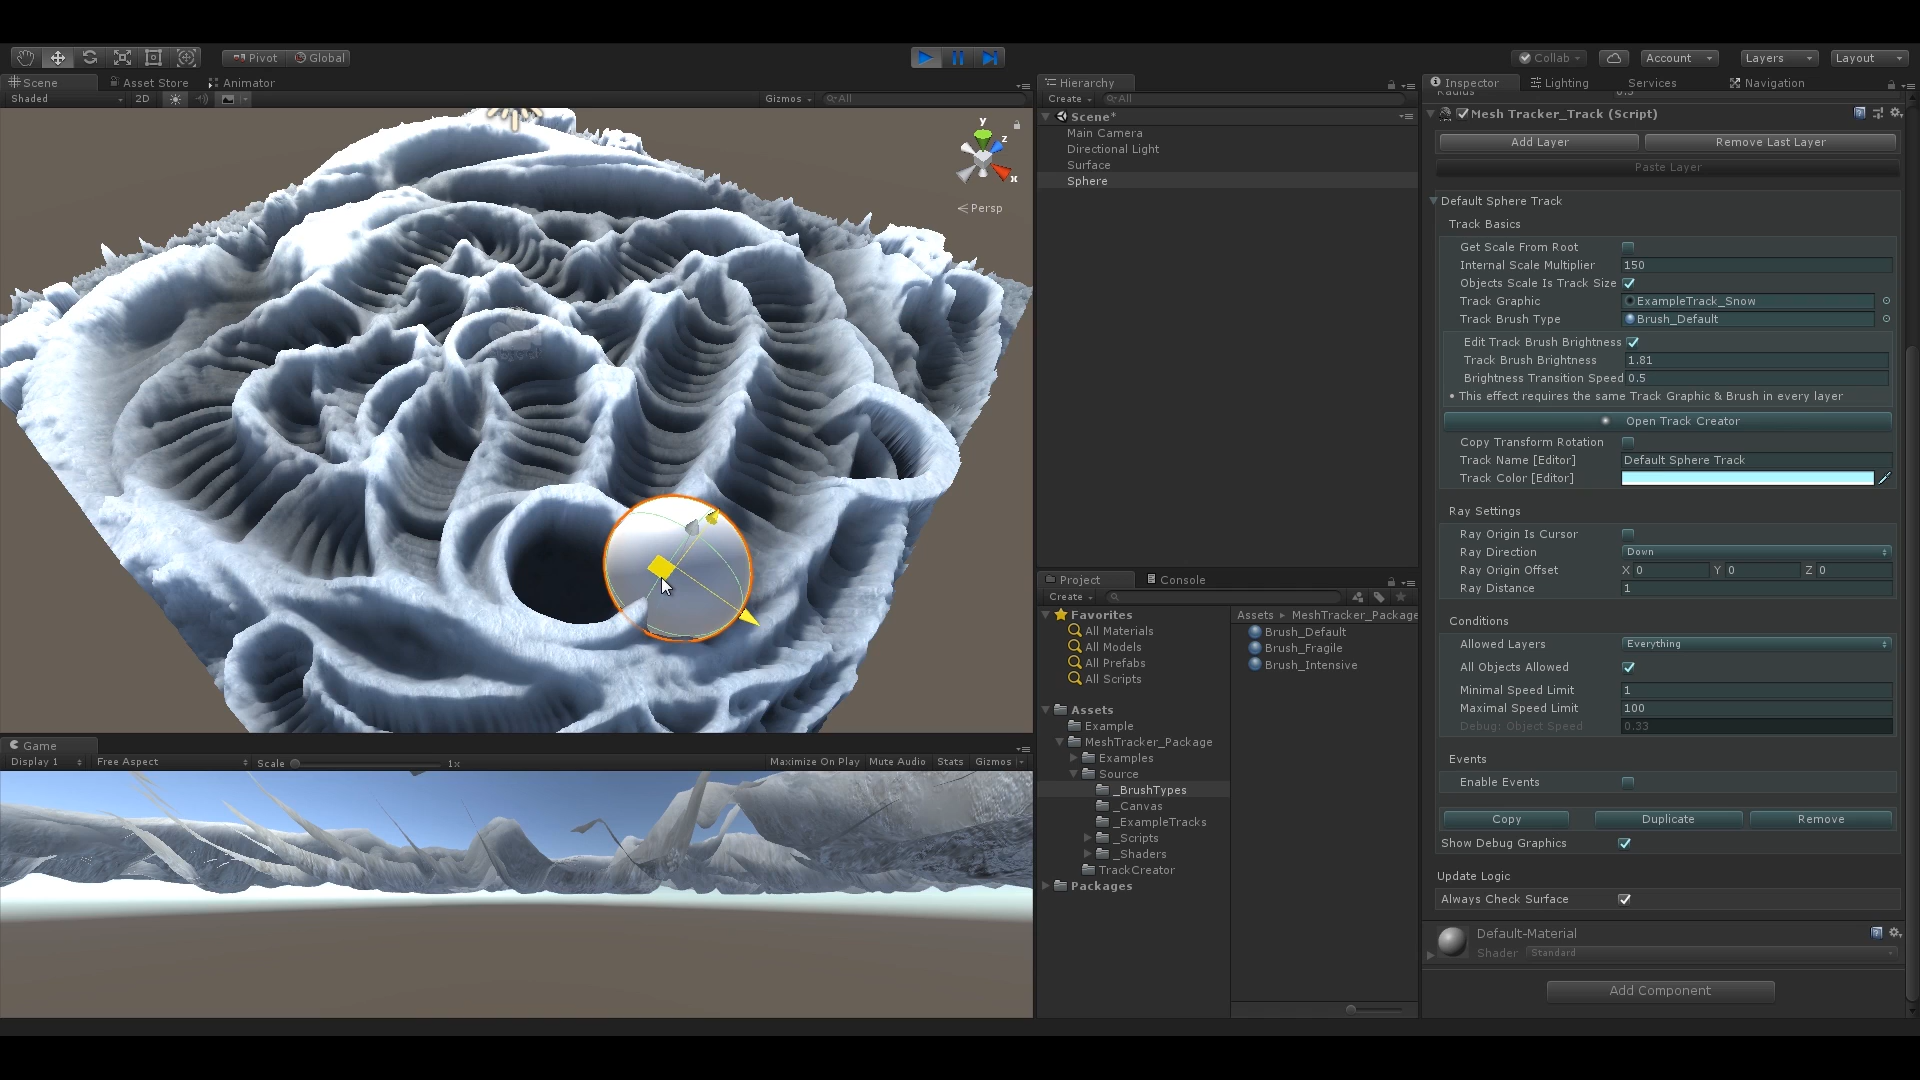 Pivot Global
Collab Account Layers Layout
Scene Asset Store Animator
Shaded 2D Gizmos All
y
z
x
Persp
Game
Display 1 Free Aspect Scale 1x Maximize On Play Mute Audio Stats Gizmos
Hierarchy
Create All
Scene*
Main Camera
Directional Light
Surface
Sphere
Project Console
Create
Favorites
All Materials
All Models
All Prefabs
All Scripts
Assets
Example
MeshTracker_Package
Examples
Source
_BrushTypes
_Canvas
_ExampleTracks
_Scripts
_Shaders
TrackCreator
Packages
Assets MeshTracker_Package
Brush_Default
Brush_Fragile
Brush_Intensive
Inspector Lighting Services Navigation
Radius 0.5
Mesh Tracker_Track (Script)
Add Layer Remove Last Layer
Paste Layer
Default Sphere Track
Track Basics
Get Scale From Root
Internal Scale Multiplier 150
Objects Scale Is Track Size
Track Graphic ExampleTrack_Snow
Track Brush Type Brush_Default
Edit Track Brush Brightness
Track Brush Brightness 1.81
Brightness Transition Speed 0.5
• This effect requires the same Track Graphic & Brush in every layer
Open Track Creator
Copy Transform Rotation
Track Name [Editor] Default Sphere Track
Track Color [Editor]
Ray Settings
Ray Origin Is Cursor
Ray Direction Down
Ray Origin Offset X 0 Y 0 Z 0
Ray Distance 1
Conditions
Allowed Layers Everything
All Objects Allowed
Minimal Speed Limit 1
Maximal Speed Limit 100
Debug: Object Speed 0.33
Events
Enable Events
Copy Duplicate Remove
Show Debug Graphics
Update Logic
Always Check Surface
Default-Material
Shader Standard
Add Component